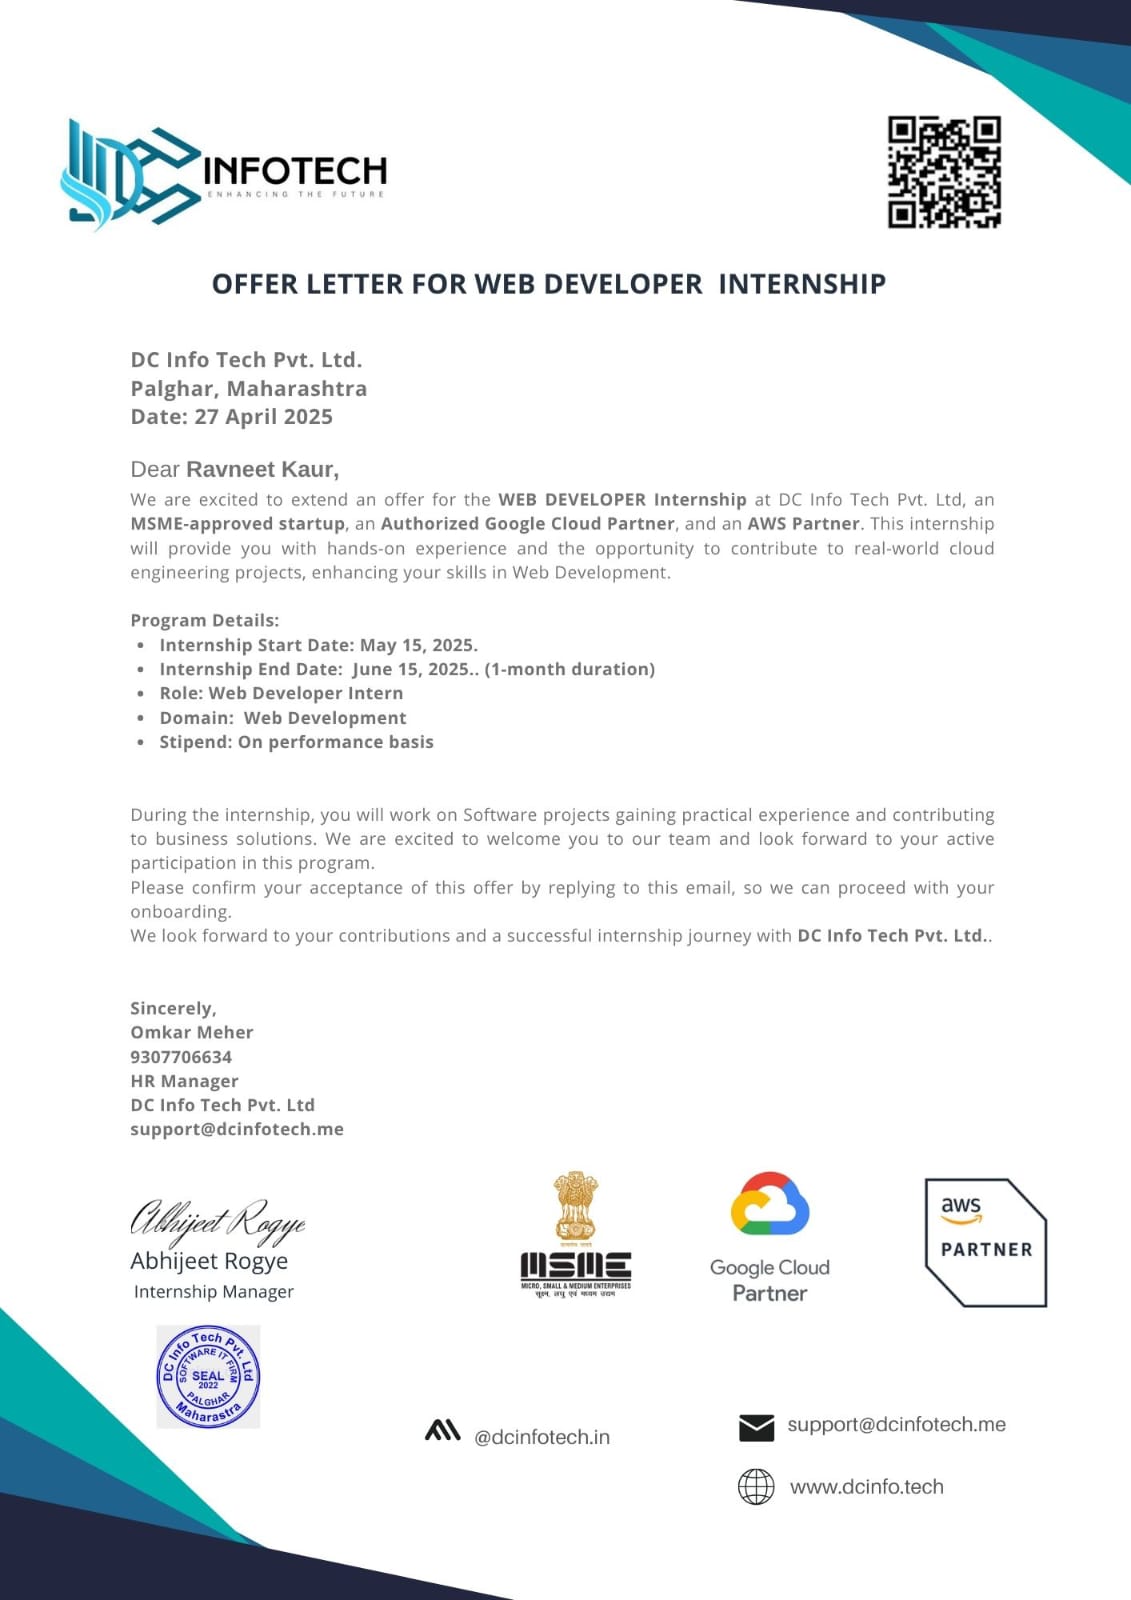 INFOTECH
ENHANCING THE FUTURE
OFFER LETTER FOR WEB DEVELOPER INTERNSHIP
DC Info Tech Pvt. Ltd.
Palghar, Maharashtra
Date: 27 April 2025
Dear Ravneet Kaur,
We are excited to extend an offer for the WEB DEVELOPER Internship at DC Info Tech Pvt. Ltd, an
MSME-approved startup, an Authorized Google Cloud Partner, and an AWS Partner. This internship
will provide you with hands-on experience and the opportunity to contribute to real-world cloud
engineering projects, enhancing your skills in Web Development.
Program Details:
• Internship Start Date: May 15, 2025.
• Internship End Date: June 15, 2025.. (1-month duration)
• Role: Web Developer Intern
• Domain: Web Development
• Stipend: On performance basis
During the internship, you will work on Software projects gaining practical experience and contributing
to business solutions. We are excited to welcome you to our team and look forward to your active
participation in this program.
Please confirm your acceptance of this offer by replying to this email, so we can proceed with your
onboarding.
We look forward to your contributions and a successful internship journey with DC Info Tech Pvt. Ltd..
Sincerely,
Omkar Meher
9307706634
HR Manager
DC Info Tech Pvt. Ltd
support@dcinfotech.me
Abhijeet Rogye
Abhijeet Rogye
Internship Manager
DC Info Tech Pvt. Ltd
SOFTWARE IT FIRM
SEAL
2022
PALGHAR
Maharastra
MSME
MICRO, SMALL & MEDIUM ENTERPRISES
सूक्ष्म, लघु एवं मध्यम उद्यम
Google Cloud
Partner
aws
PARTNER
@dcinfotech.in
support@dcinfotech.me
www.dcinfo.tech